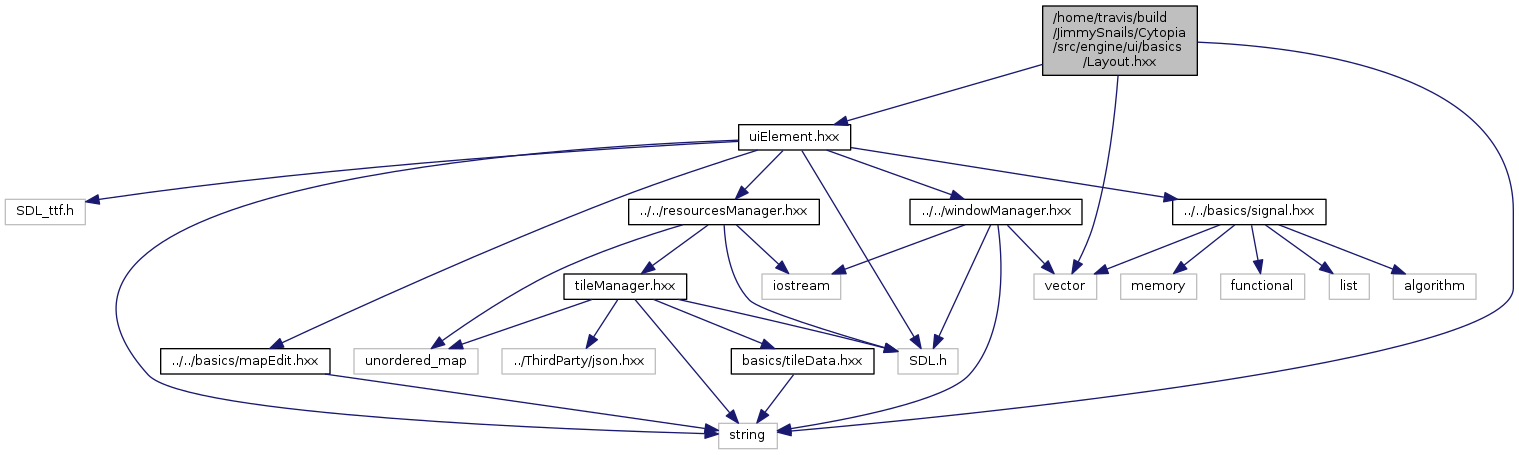 /home/travis/build
/JimmySnails/Cytopia
/src/engine/ui/basics
/Layout.hxx
uiElement.hxx
SDL_ttf.h
../../resourcesManager.hxx
../../windowManager.hxx
../../basics/signal.hxx
tileManager.hxx
iostream
vector
memory
functional
list
algorithm
../../basics/mapEdit.hxx
unordered_map
../ThirdParty/json.hxx
basics/tileData.hxx
SDL.h
string